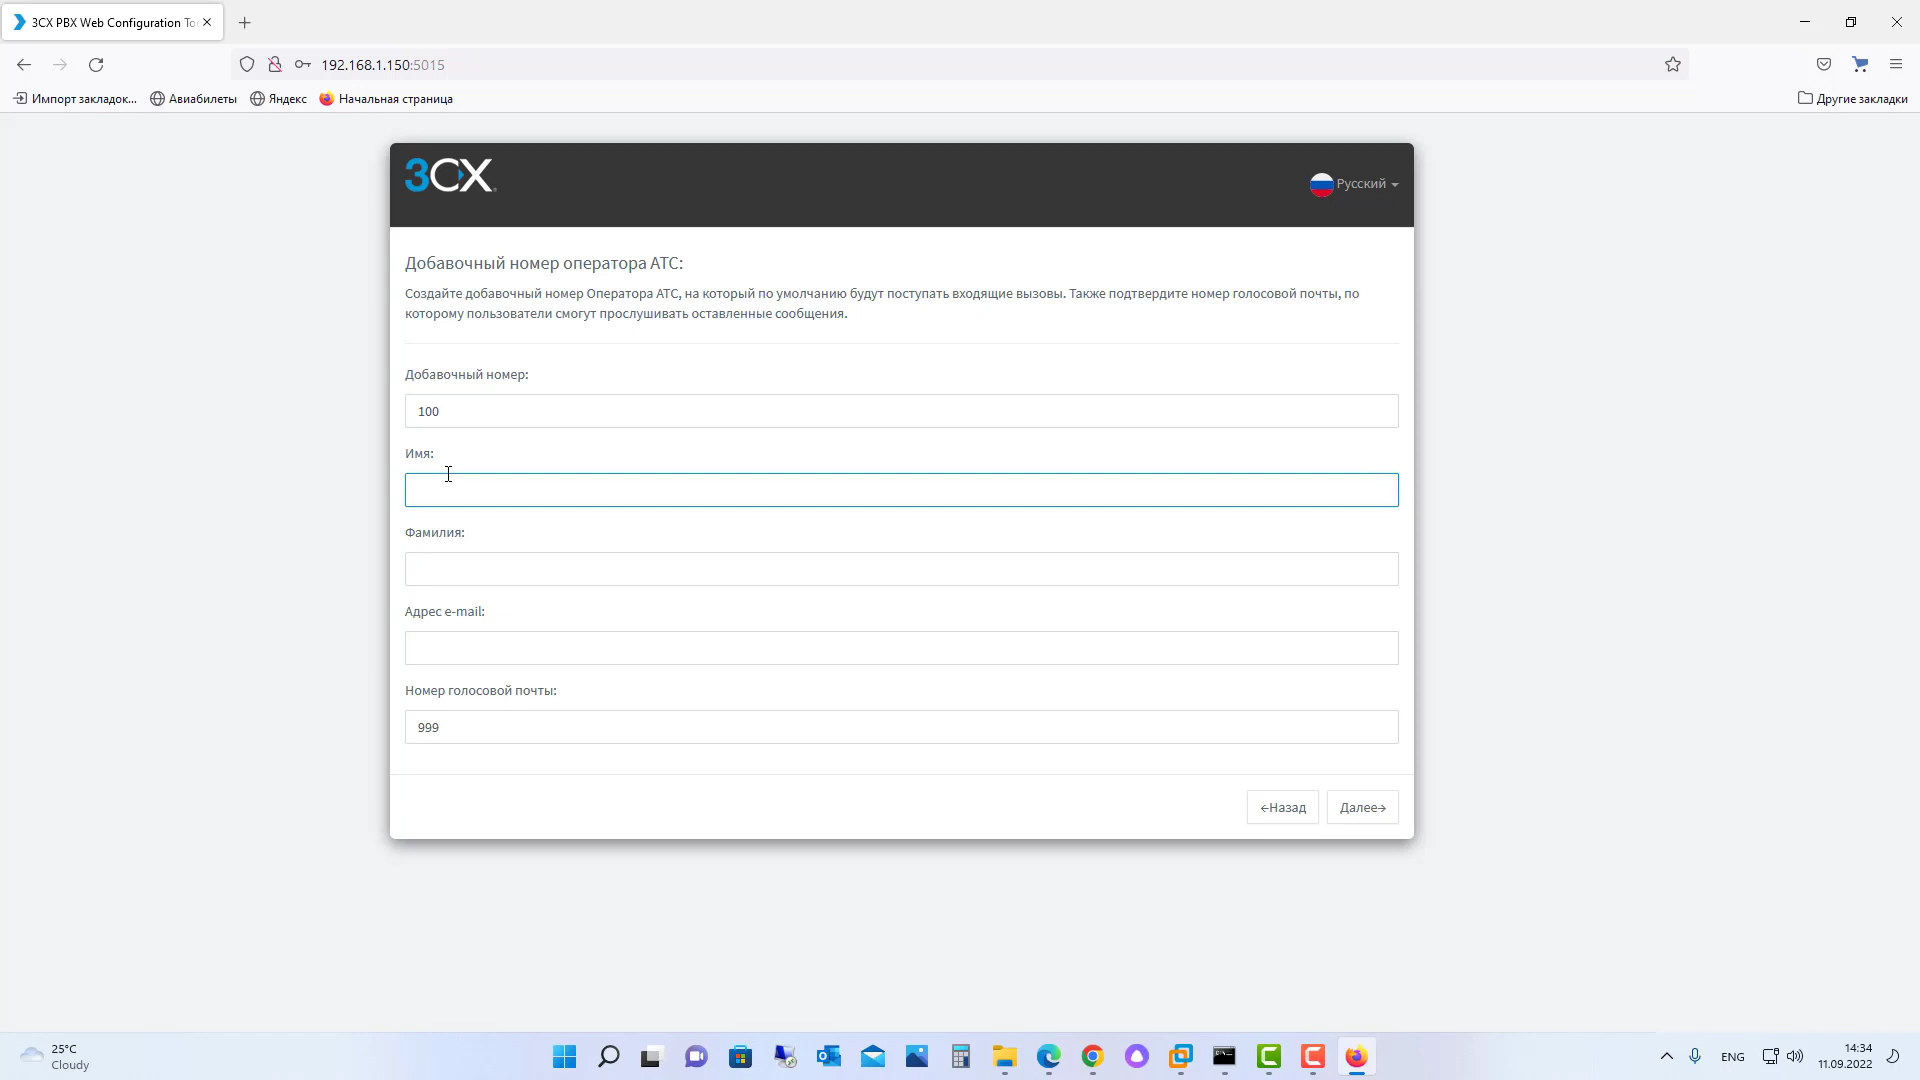 3CX PBX Web Configuration To
192.168.1.150:5015
Импорт закладок...
Авиабилеты
Яндекс
Начальная страница
Другие закладки
3CX
Русский
Добавочный номер оператора АТС:
Создайте добавочный номер Оператора АТС, на который по умолчанию будут поступать входящие вызовы. Также подтвердите номер голосовой почты, по
которому пользователи смогут прослушивать оставленные сообщения.
Добавочный номер:
100
Имя:
Фамилия:
Адрес e-mail:
Номер голосовой почты:
999
←Назад
Далее→
25°C
Cloudy
ENG
14:34
11.09.2022